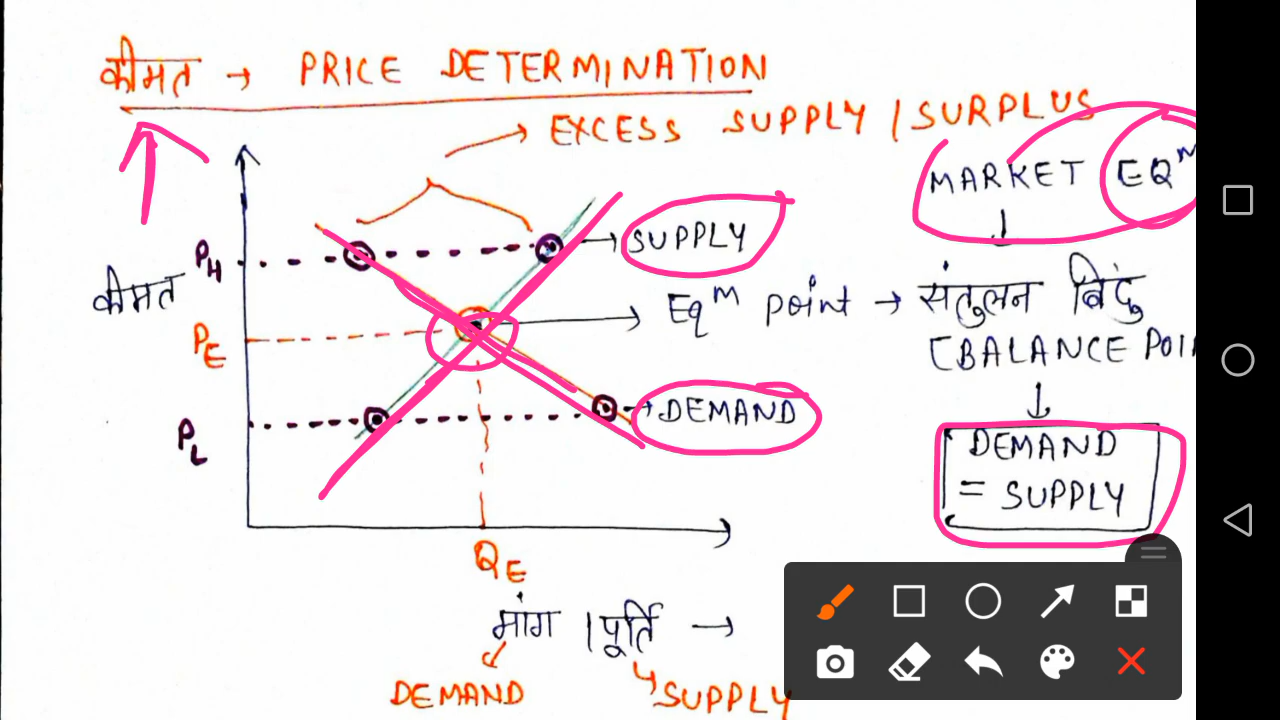 कीमत → PRICE DETERMINATION
→ EXCESS SUPPLY / SURPLUS
MARKET EQᵐ
P_H
→ SUPPLY
कीमत
→ Eqᵐ point → संतुलन बिंदु
P_E
[BALANCE POI
P_L
→ DEMAND
DEMAND
= SUPPLY
Q_E
मांग / पूर्ति →
DEMAND
↳ SUPPLY